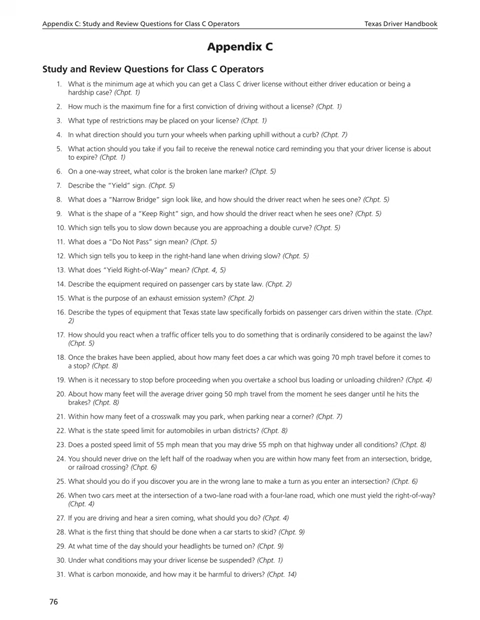 Appendix C: Study and Review Questions for Class C Operators
Texas Driver Handbook
Appendix C
Study and Review Questions for Class C Operators
1. What is the minimum age at which you can get a Class C driver license without either driver education or being a
hardship case? (Chpt. 1)
2. How much is the maximum fine for a first conviction of driving without a license? (Chpt. 1)
3. What type of restrictions may be placed on your license? (Chpt. 1)
4. In what direction should you turn your wheels when parking uphill without a curb? (Chpt. 7)
5. What action should you take if you fail to receive the renewal notice card reminding you that your driver license is about
to expire? (Chpt. 1)
6. On a one-way street, what color is the broken lane marker? (Chpt. 5)
7. Describe the "Yield" sign. (Chpt. 5)
8. What does a "Narrow Bridge" sign look like, and how should the driver react when he sees one? (Chpt. 5)
9. What is the shape of a "Keep Right" sign, and how should the driver react when he sees one? (Chpt. 5)
10. Which sign tells you to slow down because you are approaching a double curve? (Chpt. 5)
11. What does a "Do Not Pass" sign mean? (Chpt. 5)
12. Which sign tells you to keep in the right-hand lane when driving slow? (Chpt. 5)
13. What does "Yield Right-of-Way" mean? (Chpt. 4, 5)
14. Describe the equipment required on passenger cars by state law. (Chpt. 2)
15. What is the purpose of an exhaust emission system? (Chpt. 2)
16. Describe the types of equipment that Texas state law specifically forbids on passenger cars driven within the state. (Chpt.
2)
17. How should you react when a traffic officer tells you to do something that is ordinarily considered to be against the law?
(Chpt. 5)
18. Once the brakes have been applied, about how many feet does a car which was going 70 mph travel before it comes to
a stop? (Chpt. 8)
19. When is it necessary to stop before proceeding when you overtake a school bus loading or unloading children? (Chpt. 4)
20. About how many feet will the average driver going 50 mph travel from the moment he sees danger until he hits the
brakes? (Chpt. 8)
21. Within how many feet of a crosswalk may you park, when parking near a corner? (Chpt. 7)
22. What is the state speed limit for automobiles in urban districts? (Chpt. 8)
23. Does a posted speed limit of 55 mph mean that you may drive 55 mph on that highway under all conditions? (Chpt. 8)
24. You should never drive on the left half of the roadway when you are within how many feet from an intersection, bridge,
or railroad crossing? (Chpt. 6)
25. What should you do if you discover you are in the wrong lane to make a turn as you enter an intersection? (Chpt. 6)
26. When two cars meet at the intersection of a two-lane road with a four-lane road, which one must yield the right-of-way?
(Chpt. 4)
27. If you are driving and hear a siren coming, what should you do? (Chpt. 4)
28. What is the first thing that should be done when a car starts to skid? (Chpt. 9)
29. At what time of the day should your headlights be turned on? (Chpt. 9)
30. Under what conditions may your driver license be suspended? (Chpt. 1)
31. What is carbon monoxide, and how may it be harmful to drivers? (Chpt. 14)
76